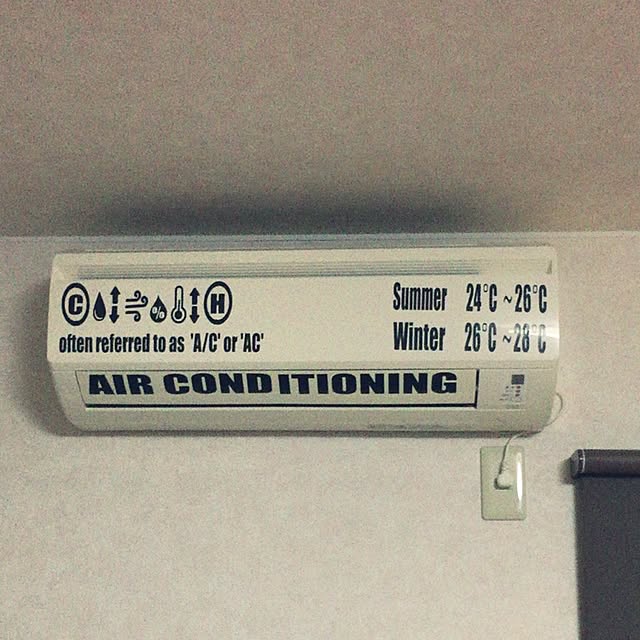 C % H
often referred to as 'A/C' or 'AC'
Summer 24°C ~ 26°C
Winter 26°C ~ 28°C
AIR CONDITIONING